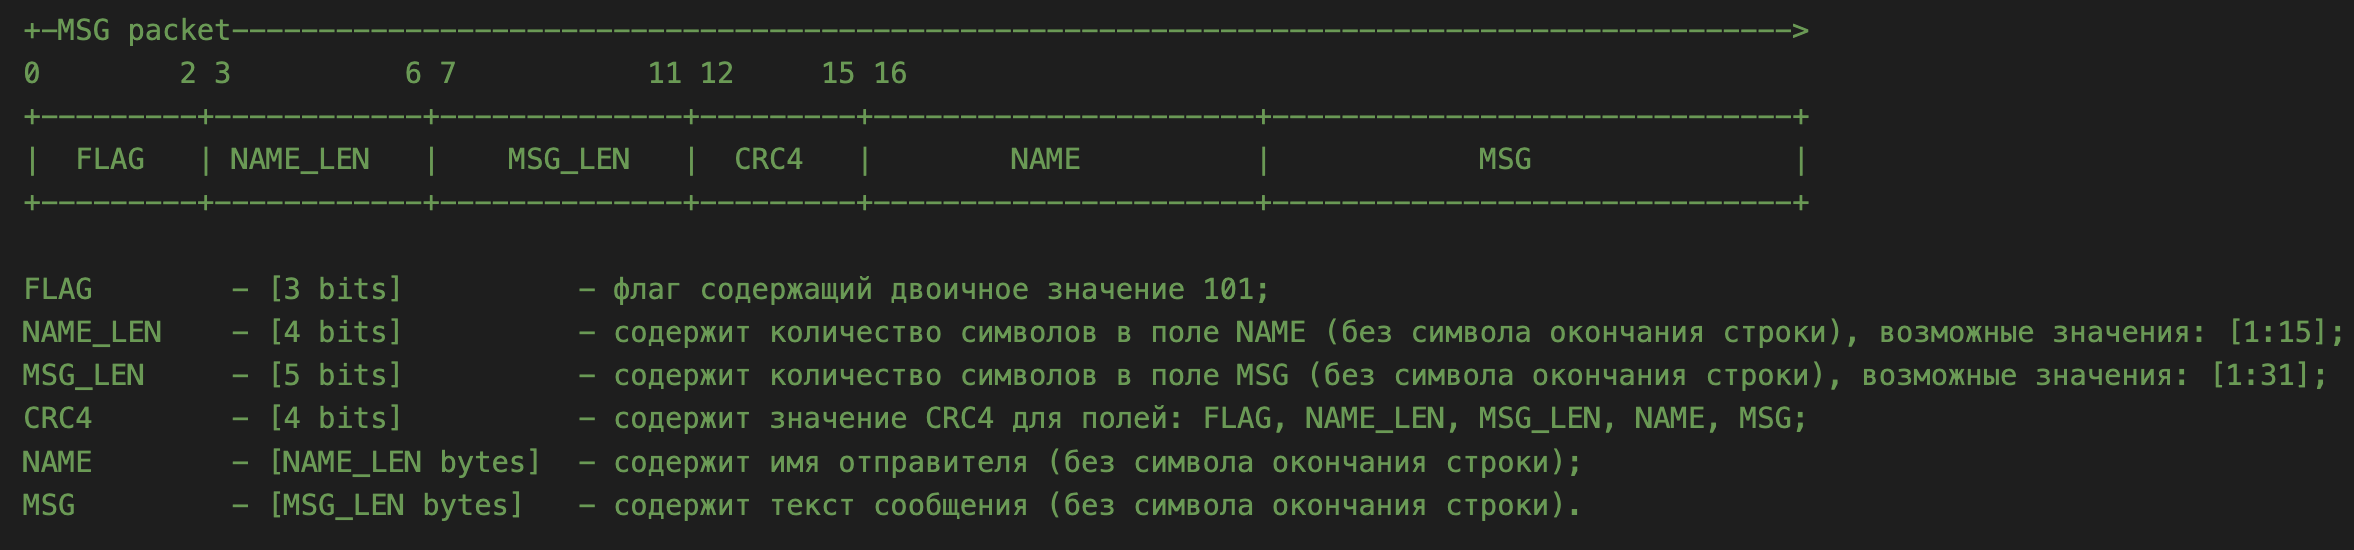 +—MSG packet——————————————————————————————————————————————————————————————————————————————————————————>
0        2 3          6 7           11 12     15 16
+—————————+————————————+——————————————+—————————+——————————————————————+——————————————————————————————+
|  FLAG   | NAME_LEN   |    MSG_LEN   |  CRC4   |        NAME          |            MSG               |
+—————————+————————————+——————————————+—————————+——————————————————————+——————————————————————————————+
FLAG        — [3 bits]          — флаг содержащий двоичное значение 101;
NAME_LEN    — [4 bits]          — содержит количество символов в поле NAME (без символа окончания строки), возможные значения: [1:15];
MSG_LEN     — [5 bits]          — содержит количество символов в поле MSG (без символа окончания строки), возможные значения: [1:31];
CRC4        — [4 bits]          — содержит значение CRC4 для полей: FLAG, NAME_LEN, MSG_LEN, NAME, MSG;
NAME        — [NAME_LEN bytes]  — содержит имя отправителя (без символа окончания строки);
MSG         — [MSG_LEN bytes]   — содержит текст сообщения (без символа окончания строки).